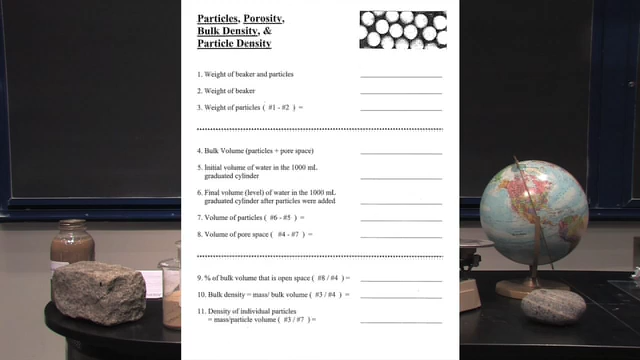 Particles, Porosity,
Bulk Density, &
Particle Density
1. Weight of beaker and particles
2. Weight of beaker
3. Weight of particles ( #1 - #2 ) =
4. Bulk Volume (particles + pore space)
5. Initial volume of water in the 1000 mL
graduated cylinder
6. Final volume (level) of water in the 1000 mL
graduated cylinder after particles were added
7. Volume of particles ( #6 - #5 ) =
8. Volume of pore space ( #4 - #7 ) =
9. % of bulk volume that is open space ( #8 / #4 ) =
10. Bulk density = mass/ bulk volume ( #3 / #4 ) =
11. Density of individual particles
= mass/particle volume ( #3 / #7 ) =